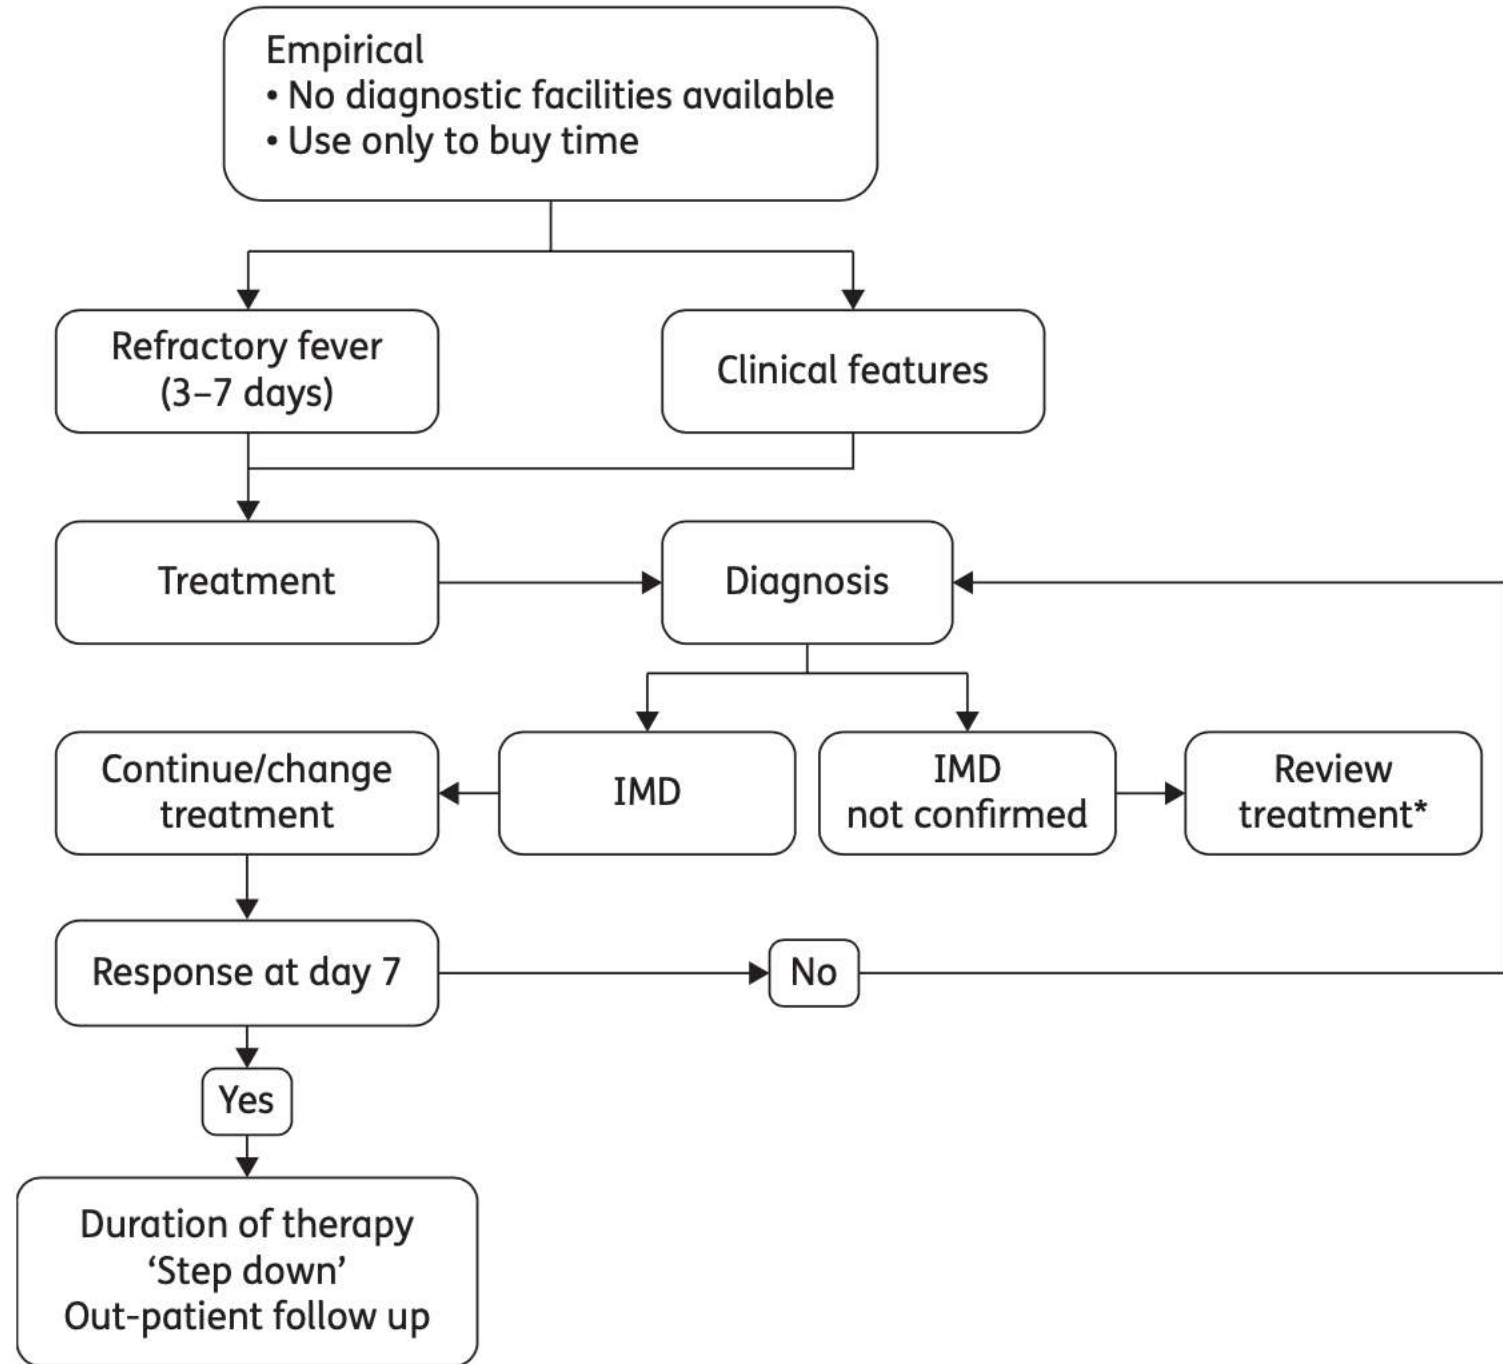 Empirical
• No diagnostic facilities available
• Use only to buy time
Refractory fever
(3–7 days)
Clinical features
Treatment
Diagnosis
Continue/change
treatment
IMD
IMD
not confirmed
Review
treatment*
Response at day 7
No
Yes
Duration of therapy
‘Step down’
Out-patient follow up